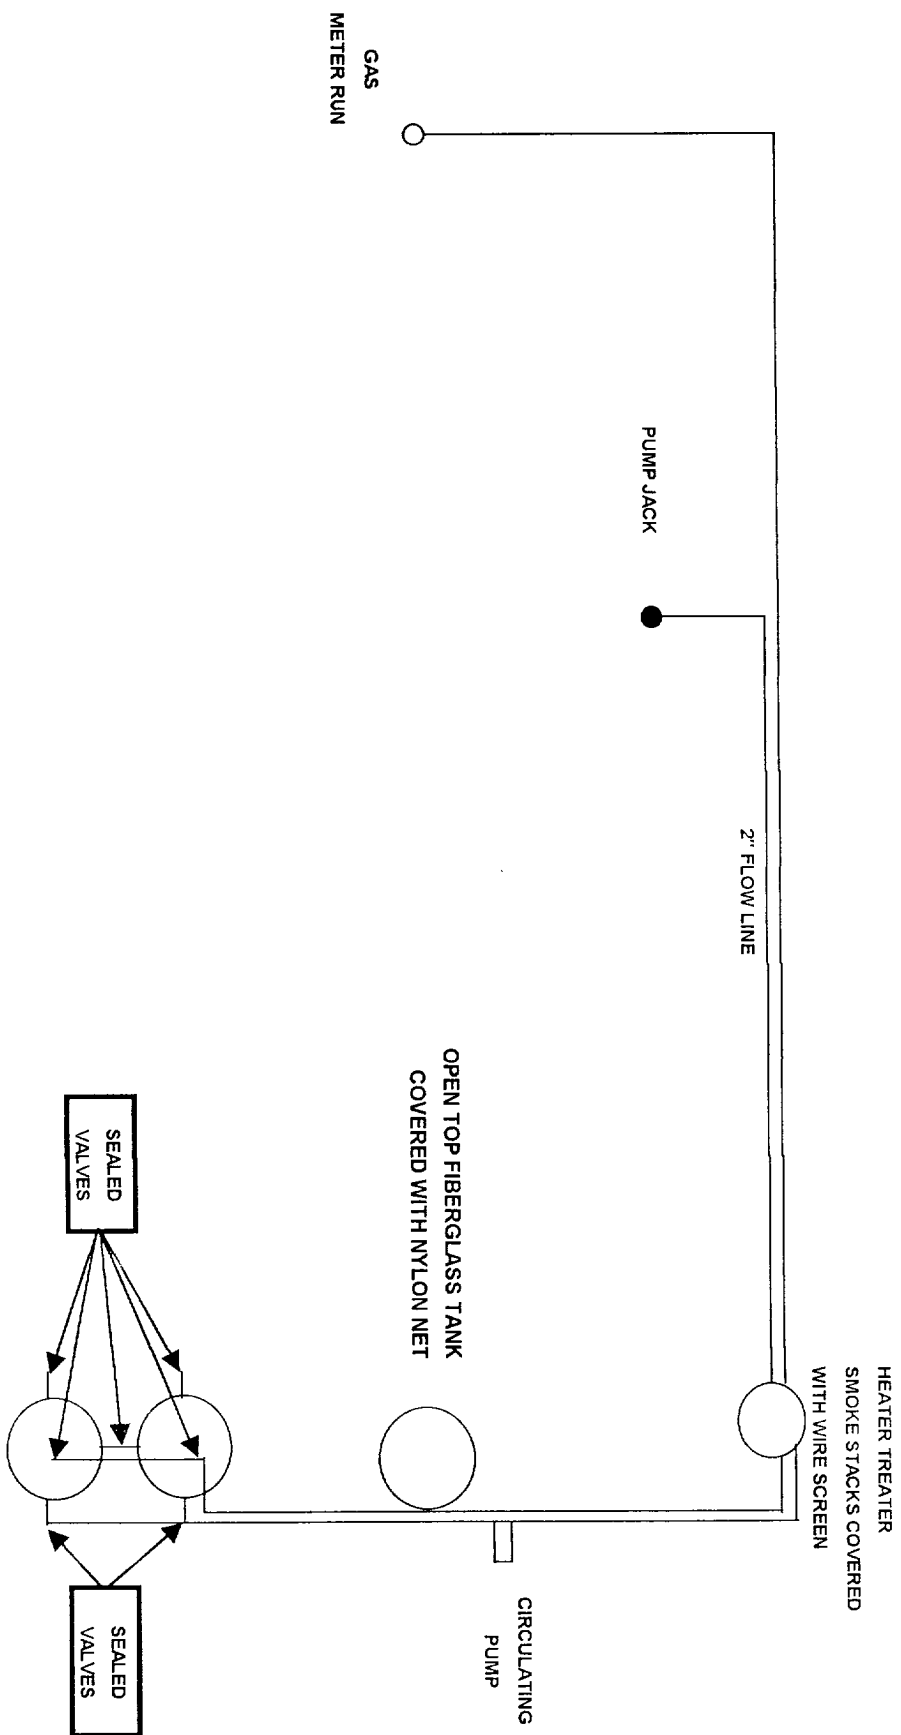 GAS
METER RUN
PUMP JACK
2" FLOW LINE
HEATER TREATER
SMOKE STACKS COVERED
WITH WIRE SCREEN
OPEN TOP FIBERGLASS TANK
COVERED WITH NYLON NET
SEALED
VALVES
CIRCULATING
PUMP
SEALED
VALVES